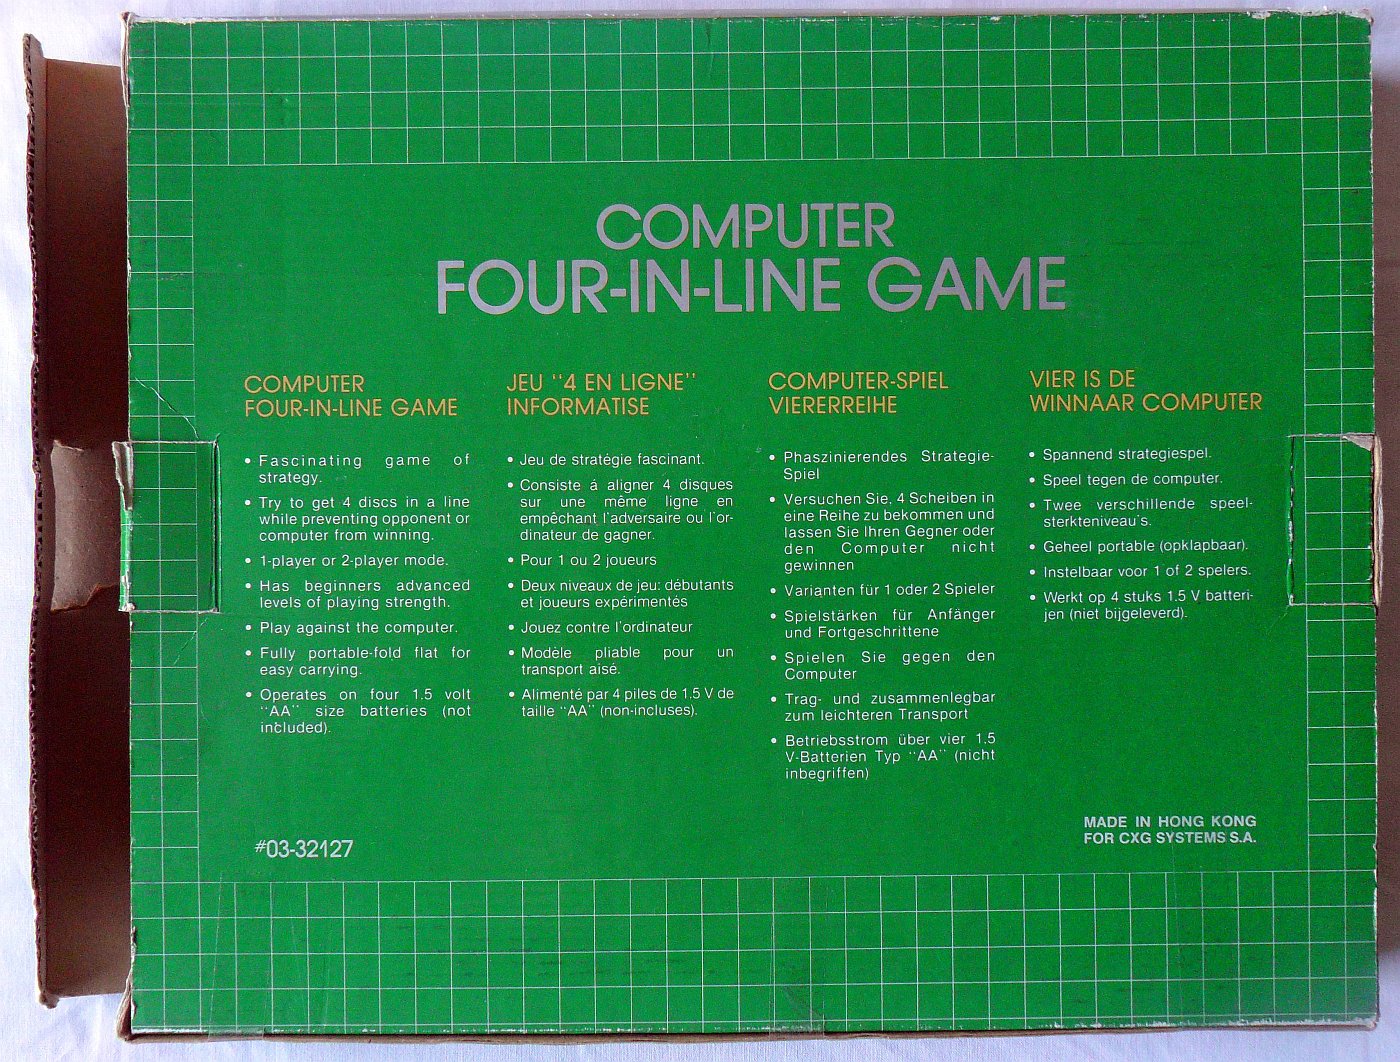 COMPUTER
FOUR-IN-LINE GAME
COMPUTER
FOUR-IN-LINE GAME
• Fascinating game of
strategy.
• Try to get 4 discs in a line
while preventing opponent or
computer from winning.
• 1-player or 2-player mode.
• Has beginners advanced
levels of playing strength.
• Play against the computer.
• Fully portable-fold flat for
easy carrying.
• Operates on four 1.5 volt
"AA" size batteries (not
included).
JEU "4 EN LIGNE"
INFORMATISE
• Jeu de stratégie fascinant.
• Consiste á aligner 4 disques
sur une même ligne en
empêchant l'adversaire ou l'or-
dinateur de gagner.
• Pour 1 ou 2 joueurs
• Deux niveaux de jeu: débutants
et joueurs expérimentés
• Jouez contre l'ordinateur
• Modèle pliable pour un
transport aisé.
• Alimenté par 4 piles de 1.5 V de
taille "AA" (non-incluses).
COMPUTER-SPIEL
VIERERREIHE
• Phaszinierendes Strategie-
Spiel
• Versuchen Sie, 4 Scheiben in
eine Reihe zu bekommen und
lassen Sie Ihren Gegner oder
den Computer nicht
gewinnen
• Varianten für 1 oder 2 Spieler
• Spielstärken für Anfänger
und Fortgeschrittene
• Spielen Sie gegen den
Computer
• Trag- und zusammenlegbar
zum leichteren Transport
• Betriebsstrom über vier 1.5
V-Batterien Typ "AA" (nicht
inbegriffen)
VIER IS DE
WINNAAR COMPUTER
• Spannend strategiespel.
• Speel tegen de computer.
• Twee verschillende speel-
sterkteniveau's.
• Geheel portable (opklapbaar).
• Instelbaar voor 1 of 2 spelers.
• Werkt op 4 stuks 1.5 V batteri-
jen (niet bijgeleverd).
#03-32127
MADE IN HONG KONG
FOR CXG SYSTEMS S.A.